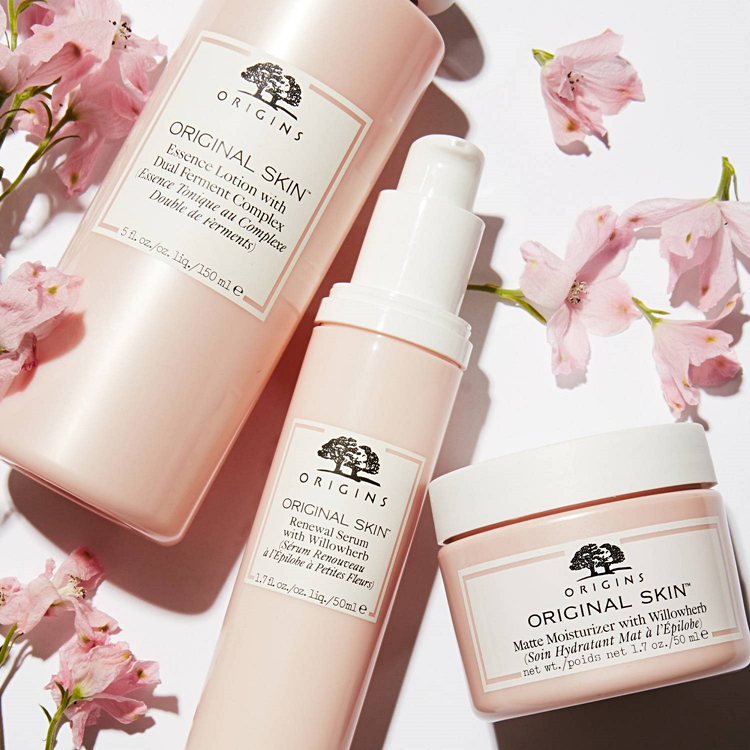 ORIGINS
ORIGINAL SKIN™
Essence Lotion with
Dual Ferment Complex
(Essence Tonique au Complexe
Double de Ferments)
5 fl.oz./oz.liq./150 ml ℮
ORIGINS
ORIGINAL SKIN™
Renewal Serum
with Willowherb
(Sérum Renouveau
à l'Épilobe à Petites Fleurs)
1.7 fl.oz./oz.liq./50ml ℮
ORIGINS
ORIGINAL SKIN™
Matte Moisturizer with Willowherb
(Soin Hydratant Mat à l'Épilobe)
net wt./poids net 1.7 oz./50 ml ℮